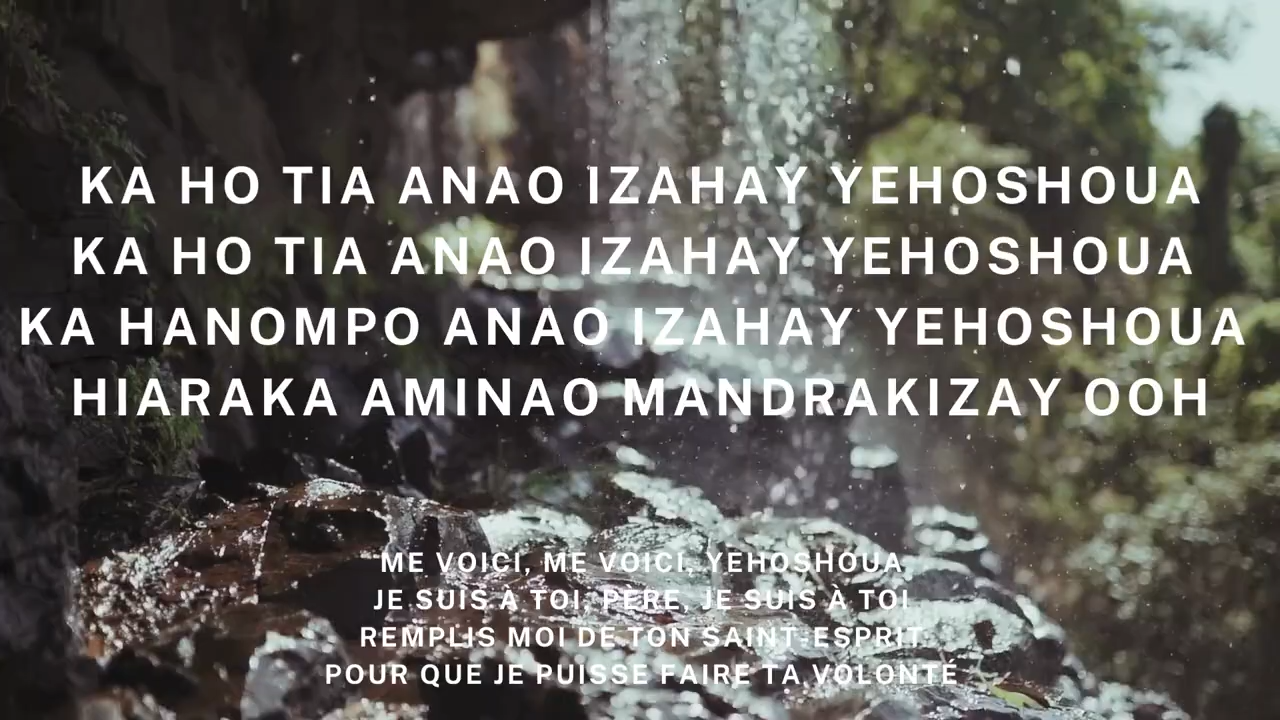 KA HO TIA ANAO IZAHAY YEHOSHOUA
KA HO TIA ANAO IZAHAY YEHOSHOUA
KA HANOMPO ANAO IZAHAY YEHOSHOUA
HIARAKA AMINAO MANDRAKIZAY OOH
ME VOICI, ME VOICI, YEHOSHOUA
JE SUIS À TOI, PÈRE, JE SUIS À TOI
REMPLIS MOI DE TON SAINT-ESPRIT
POUR QUE JE PUISSE FAIRE TA VOLONTÉ